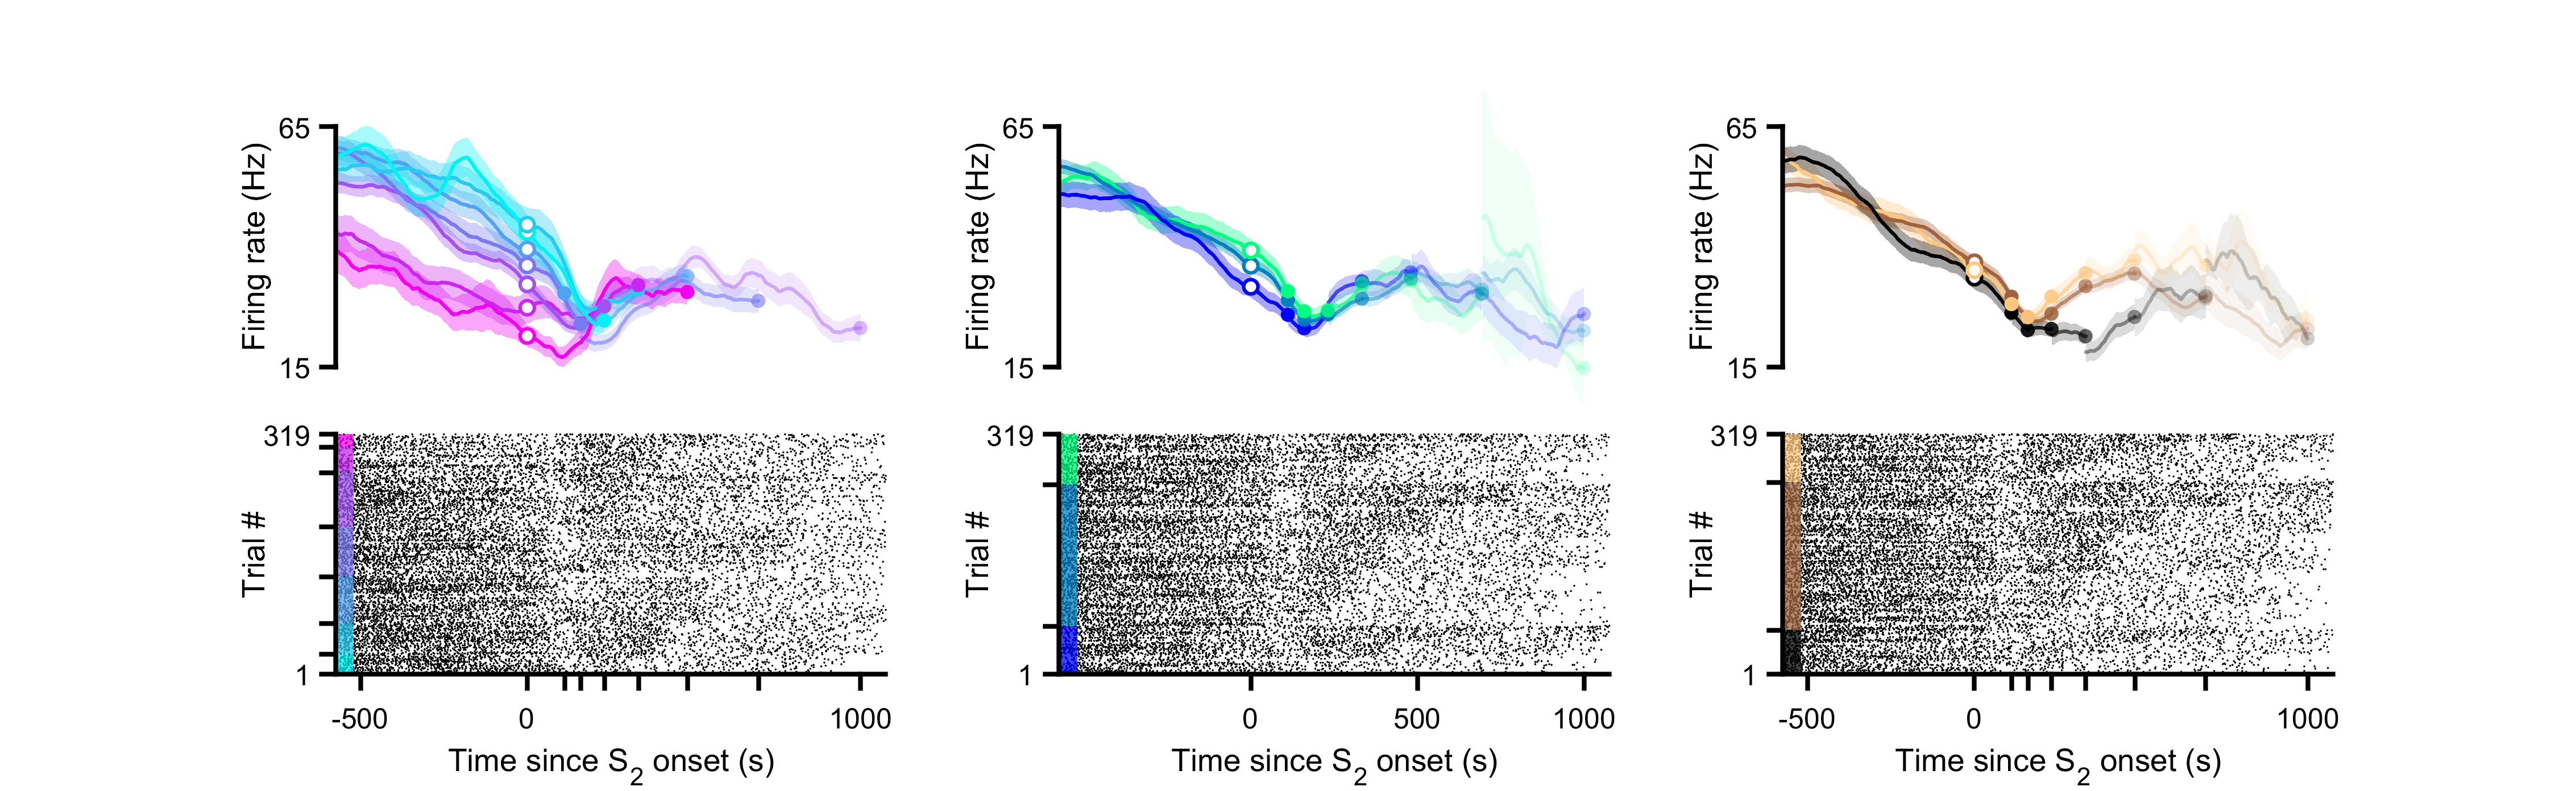 65
Firing rate (Hz)
15
319
Trial #
1
-500 0 1000
Time since S2 onset (s)
65
Firing rate (Hz)
15
319
Trial #
1
0 500 1000
Time since S2 onset (s)
65
Firing rate (Hz)
15
319
Trial #
1
-500 0 1000
Time since S2 onset (s)